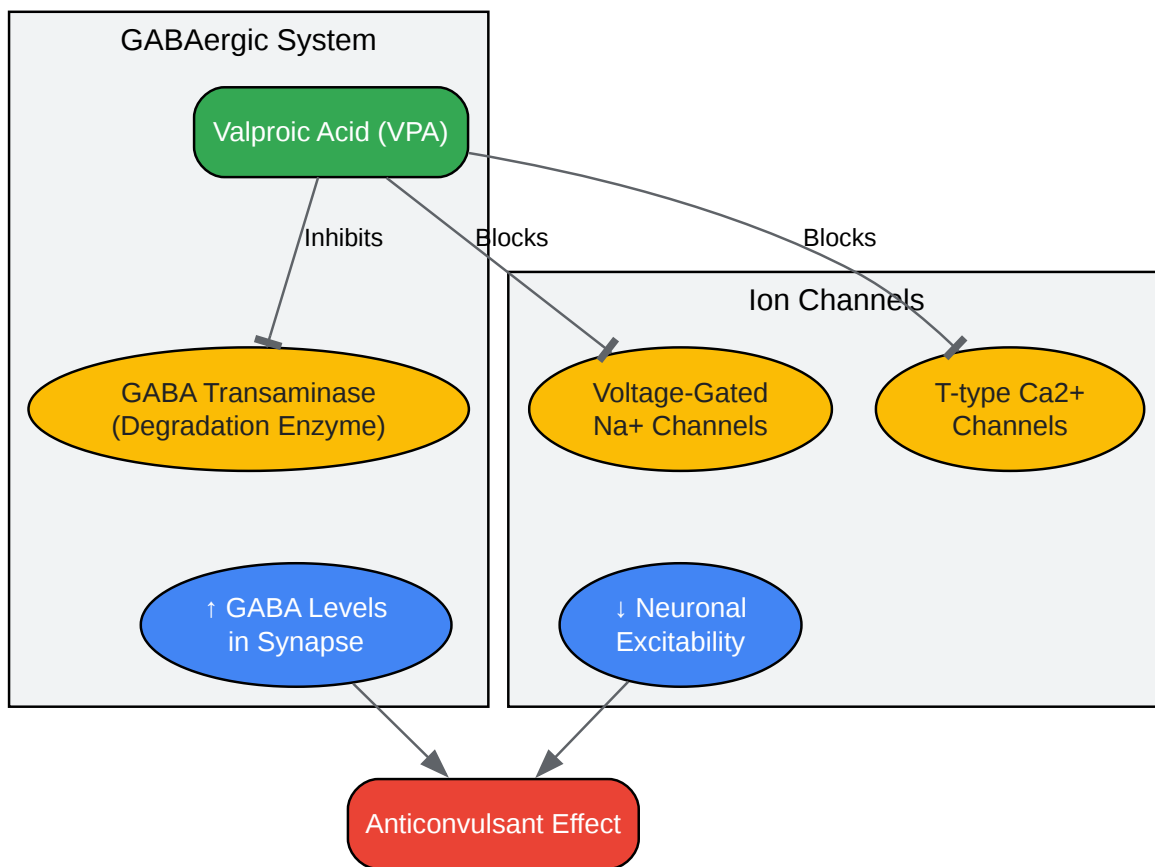 GABAergic System
Valproic Acid (VPA)
Inhibits
Blocks
Blocks
Ion Channels
GABA Transaminase
(Degradation Enzyme)
Voltage-Gated
Na+ Channels
T-type Ca2+
Channels
↑ GABA Levels
in Synapse
↓ Neuronal
Excitability
Anticonvulsant Effect